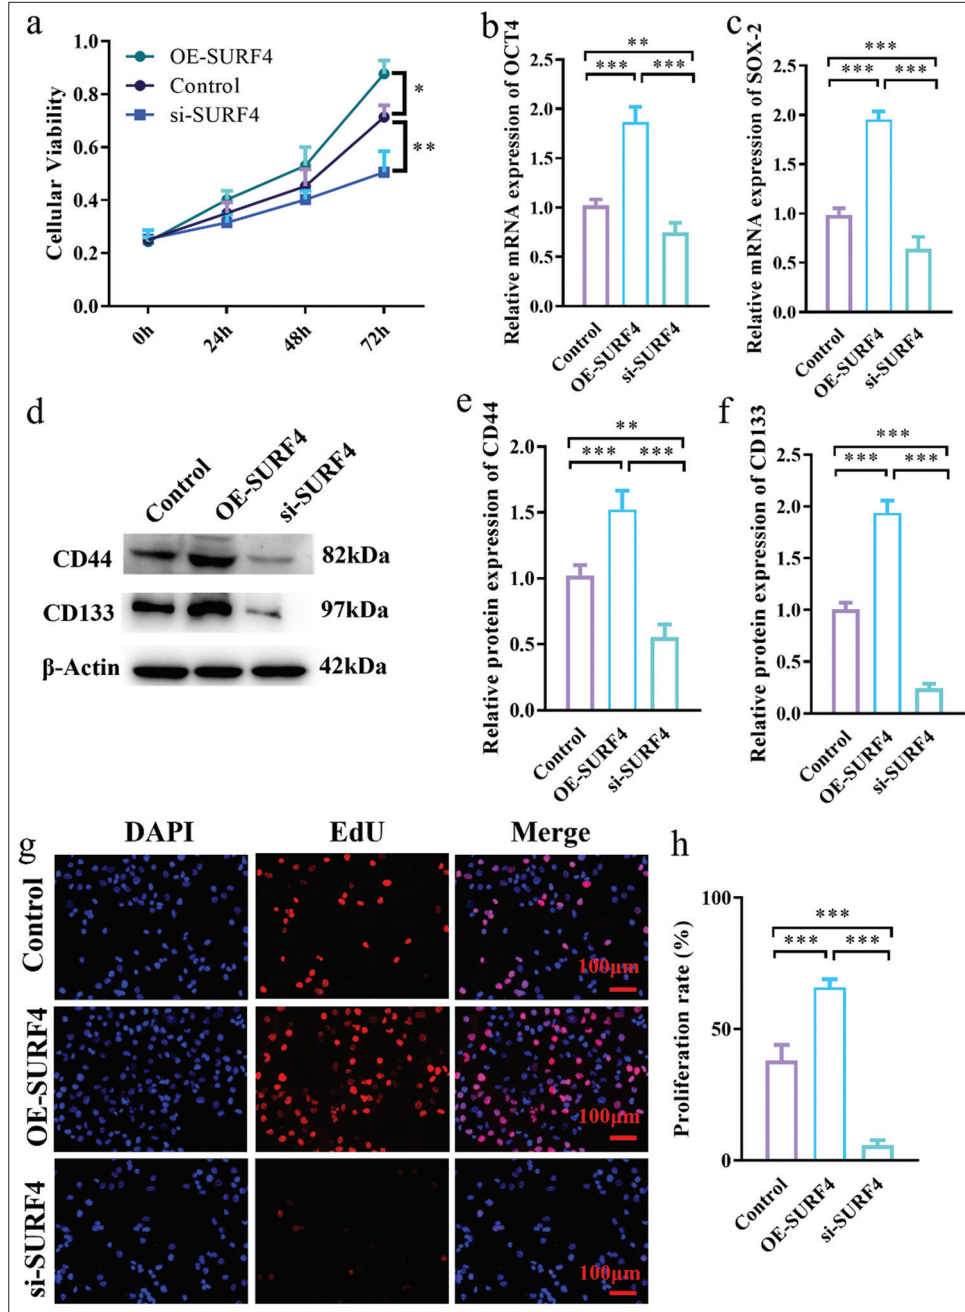 a
OE-SURF4
Control
si-SURF4
Cellular Viability
1.0
0.8
0.6
0.4
0.2
0.0
0h
24h
48h
72h
*
**
b
Relative mRNA expression of OCT4
2.5
2.0
1.5
1.0
0.5
0.0
**
*** ***
Control
OE-SURF4
si-SURF4
c
Relative mRNA expression of SOX-2
2.5
2.0
1.5
1.0
0.5
0.0
***
*** ***
Control
OE-SURF4
si-SURF4
d
Control
OE-SURF4
si-SURF4
CD44 82kDa
CD133 97kDa
β-Actin 42kDa
e
Relative protein expression of CD44
2.0
1.5
1.0
0.5
0.0
**
*** ***
Control
OE-SURF4
si-SURF4
f
Relative protein expression of CD133
2.5
2.0
1.5
1.0
0.5
0.0
***
*** ***
Control
OE-SURF4
si-SURF4
g
DAPI EdU Merge
Control
100μm
OE-SURF4
100μm
si-SURF4
100μm
h
Proliferation rate (%)
100
50
0
***
*** ***
Control
OE-SURF4
si-SURF4